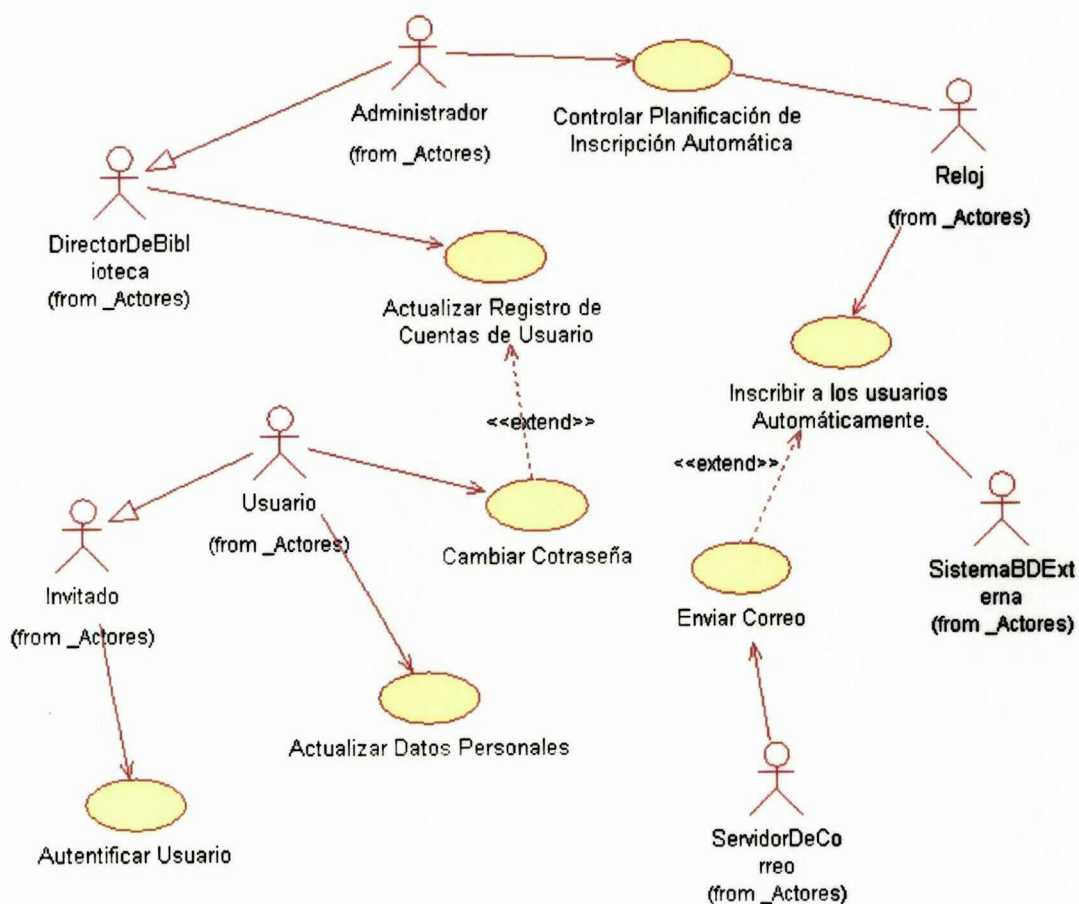 Administrador
(from _Actores)
Controlar Planificación de
Inscripción Automática
Reloj
(from _Actores)
DirectorDeBibl
ioteca
(from _Actores)
Actualizar Registro de
Cuentas de Usuario
Inscribir a los usuarios
Automáticamente.
<<extend>>
<<extend>>
Usuario
(from _Actores)
Cambiar Cotraseña
Invitado
(from _Actores)
Enviar Correo
SistemaBDExt
erna
(from _Actores)
Actualizar Datos Personales
Autentificar Usuario
ServidorDeCo
rreo
(from _Actores)